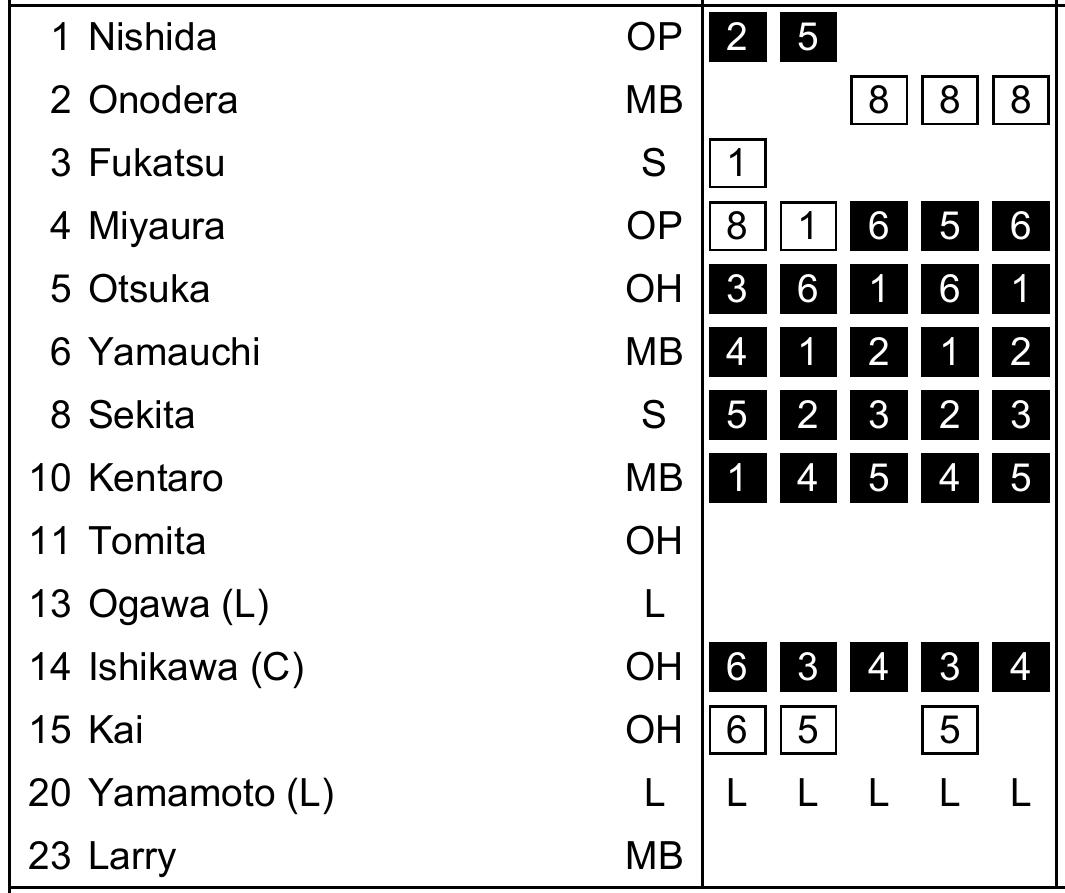 1 Nishida OP 2 5
2 Onodera MB 8 8 8
3 Fukatsu S 1
4 Miyaura OP 8 1 6 5 6
5 Otsuka OH 3 6 1 6 1
6 Yamauchi MB 4 1 2 1 2
8 Sekita S 5 2 3 2 3
10 Kentaro MB 1 4 5 4 5
11 Tomita OH
13 Ogawa (L) L
14 Ishikawa (C) OH 6 3 4 3 4
15 Kai OH 6 5 5
20 Yamamoto (L) L L L L L L
23 Larry MB